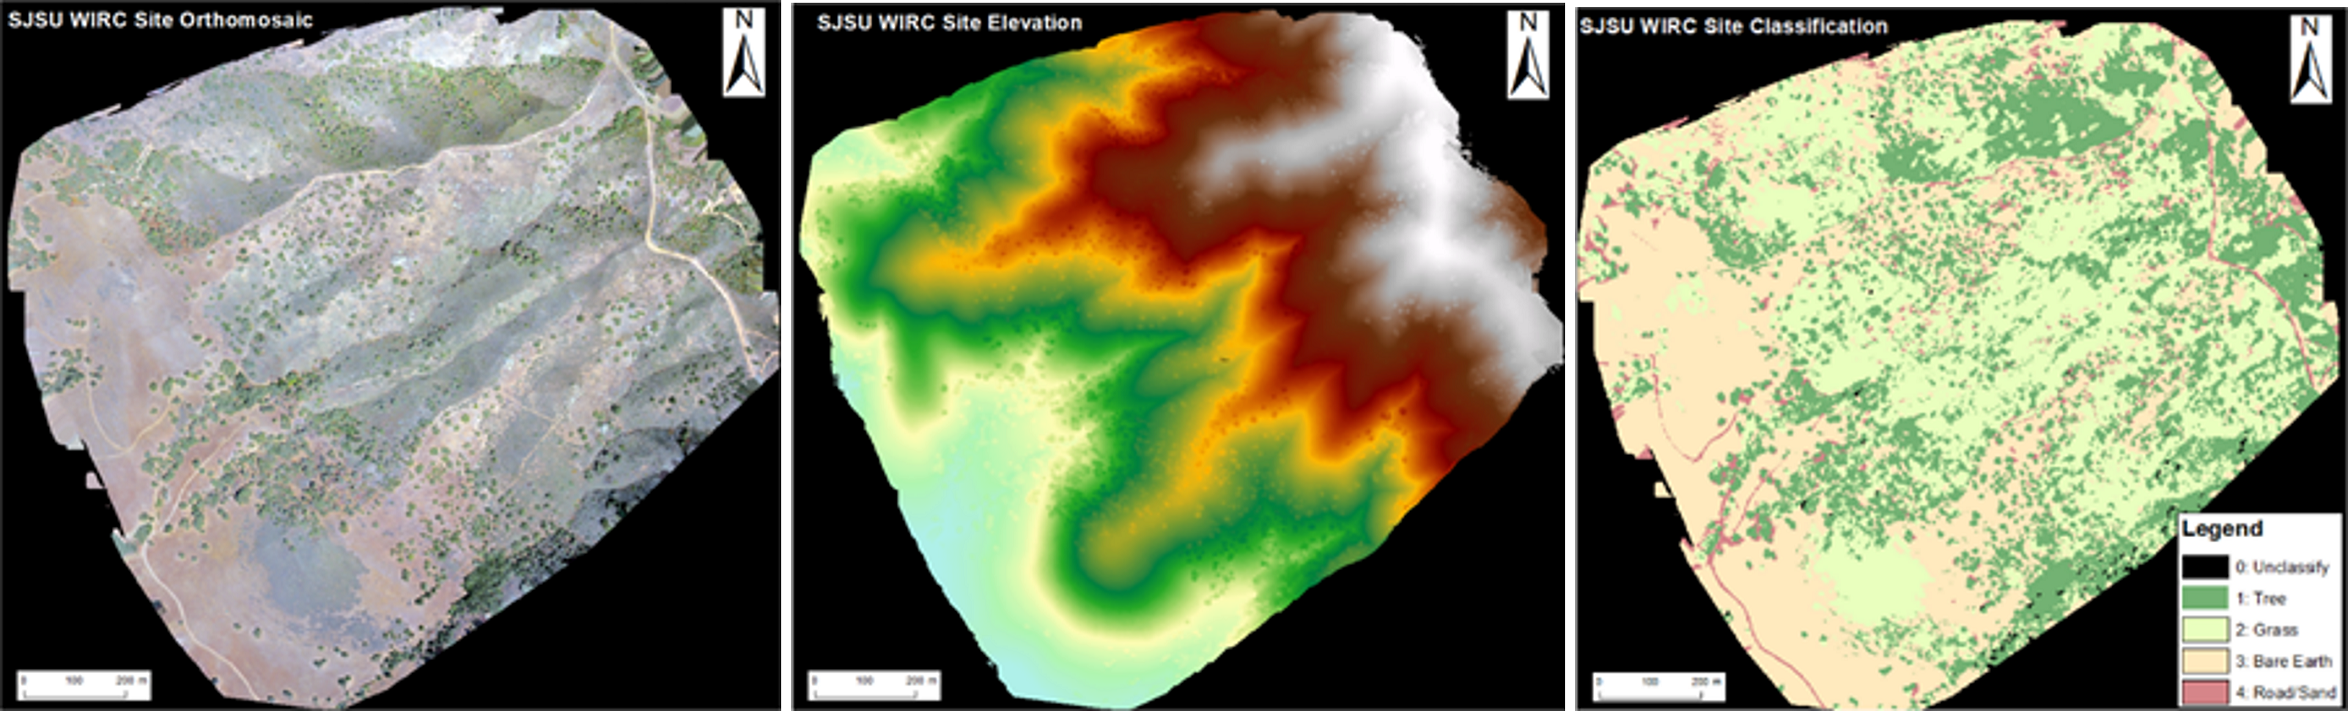 SJSU WIRC Site Orthomosaic
N
0 100 200 m
SJSU WIRC Site Elevation
N
0 100 200 m
SJSU WIRC Site Classification
N
Legend
0: Unclassify
1: Tree
2: Grass
3: Bare Earth
4: Road/Sand
0 100 200 m